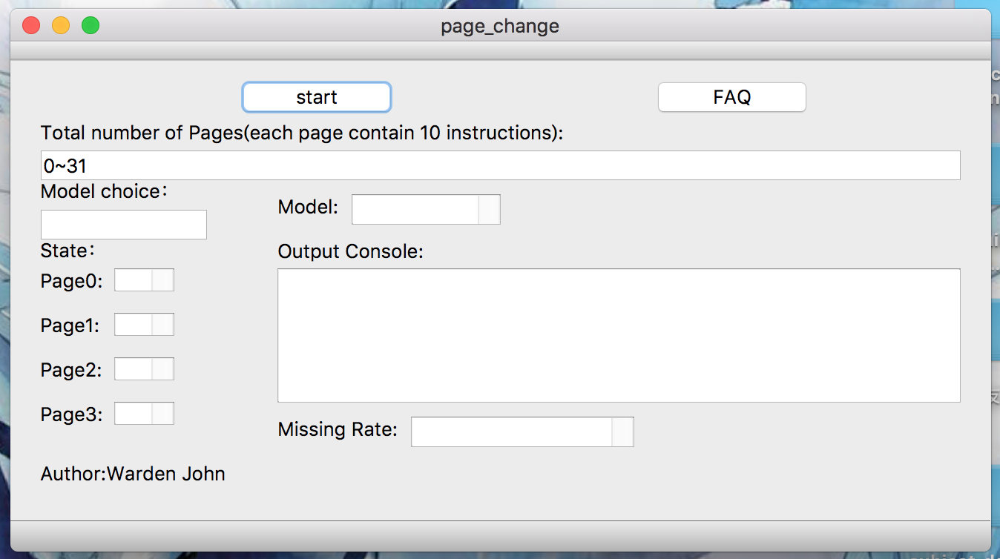 page_change
start
FAQ
Total number of Pages(each page contain 10 instructions):
0~31
Model choice：
Model:
State：
Output Console:
Page0:
Page1:
Page2:
Page3:
Missing Rate:
Author:Warden John